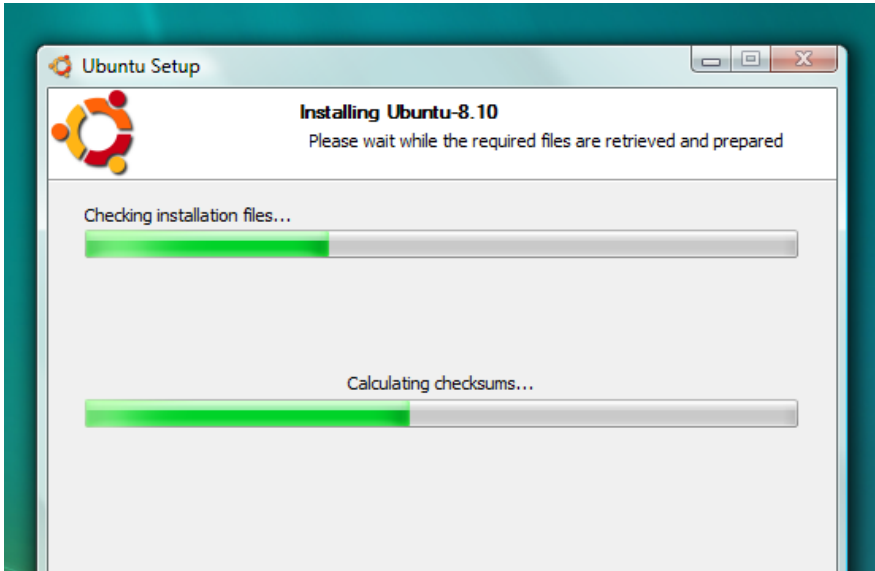 Ubuntu Setup
Installing Ubuntu-8.10
Please wait while the required files are retrieved and prepared
Checking installation files...
Calculating checksums...